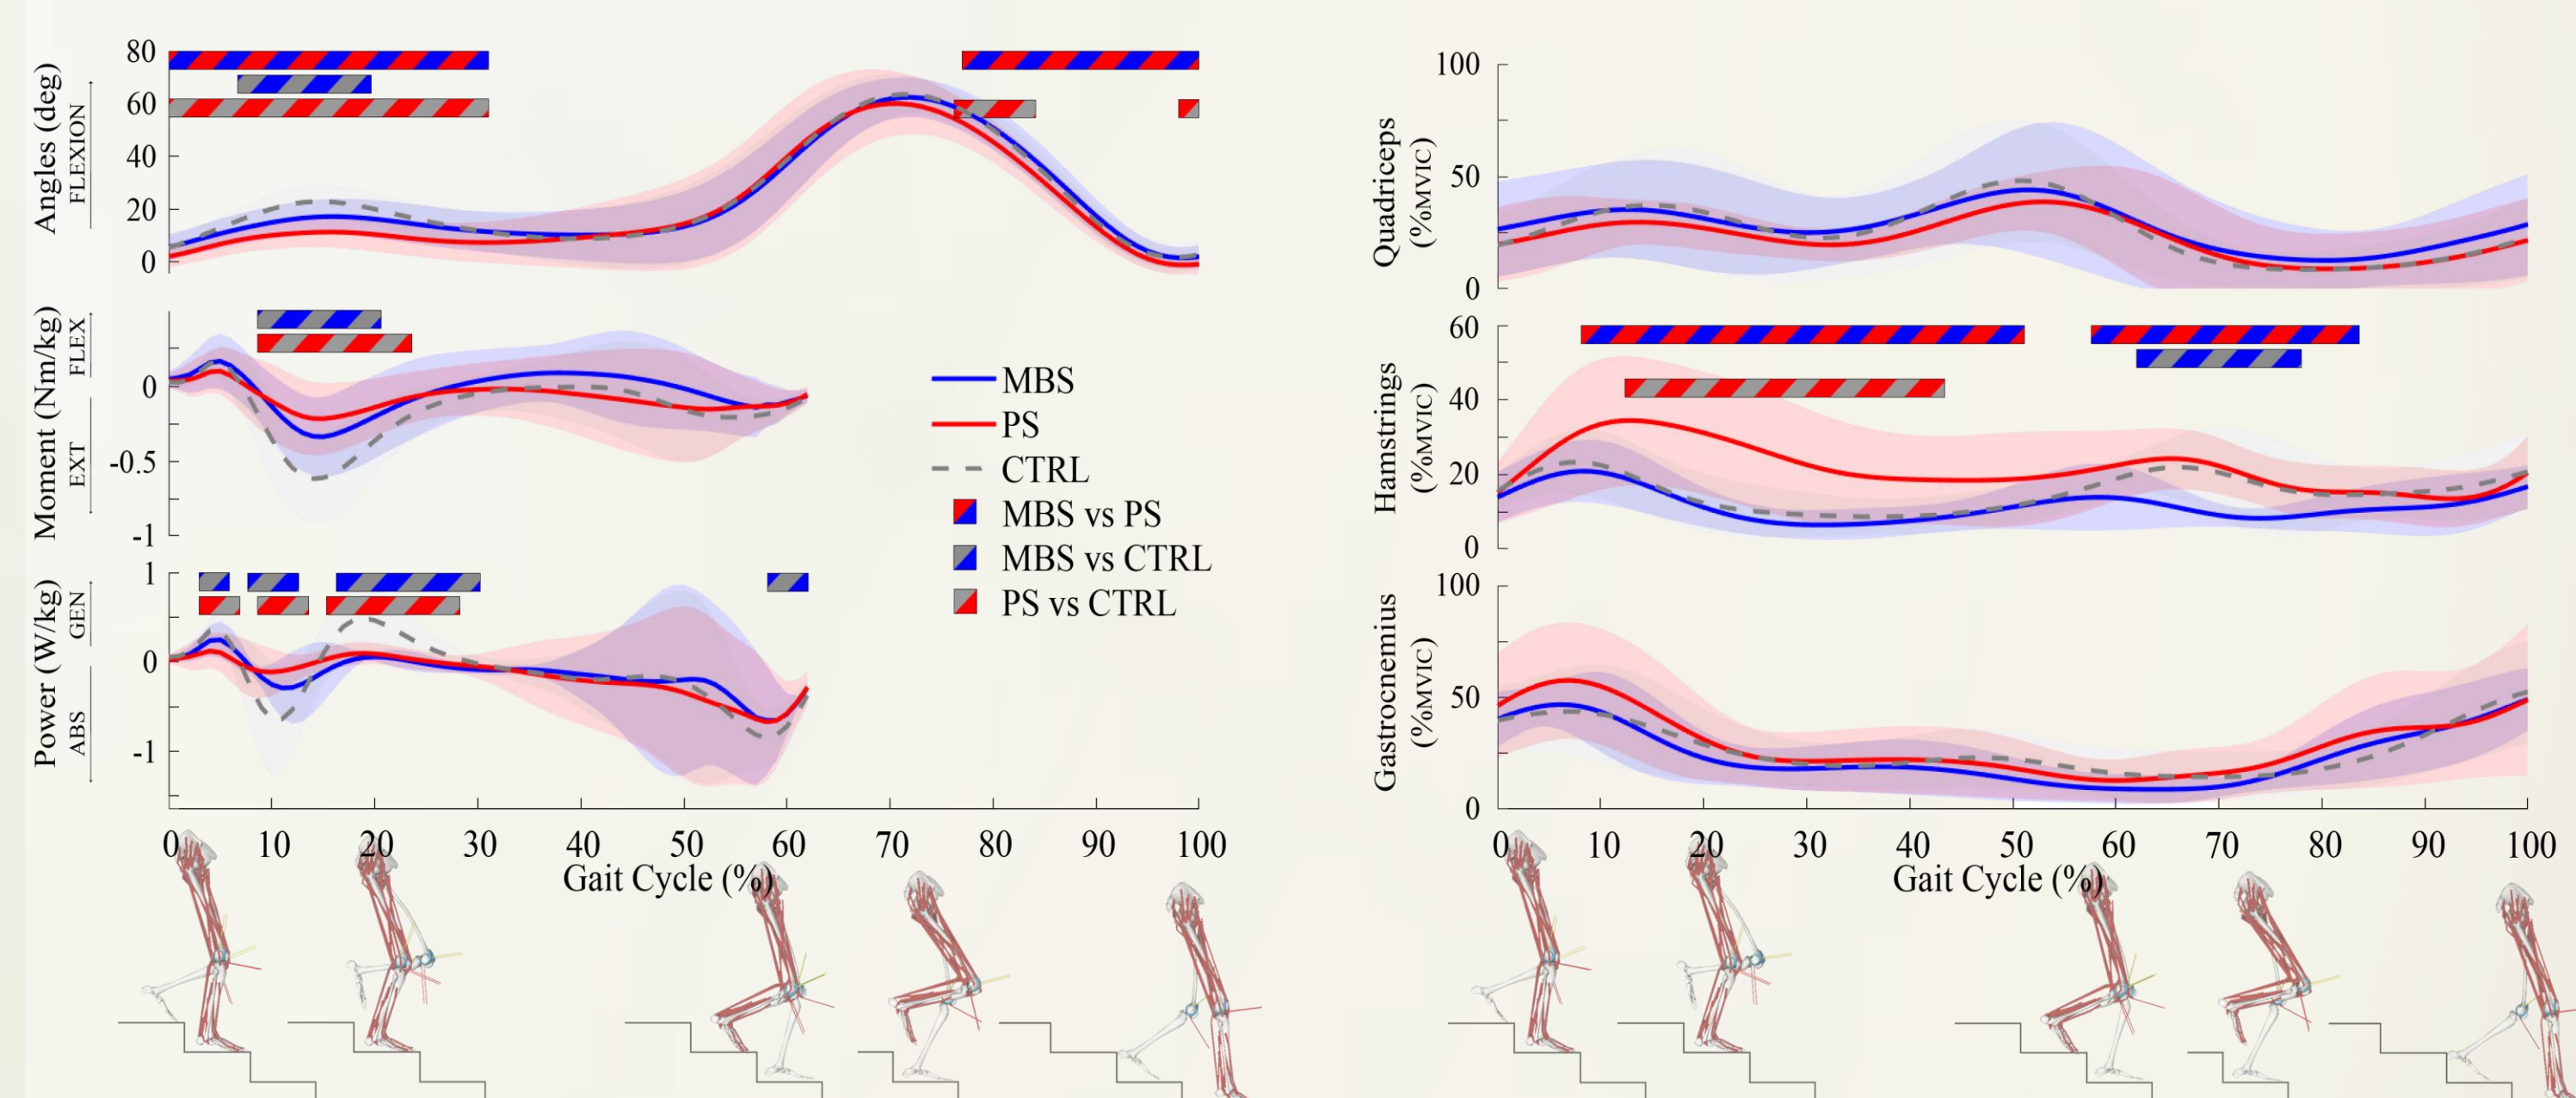 80
60
40
20
0
Angles (deg)
FLEXION
0
-0.5
-1
Moment (Nm/kg)
EXT FLEX
1
0
-1
Power (W/kg)
ABS GEN
MBS
PS
CTRL
MBS vs PS
MBS vs CTRL
PS vs CTRL
0 10 20 30 40 50 60 70 80 90 100
Gait Cycle (%)
100
50
0
Quadriceps
(%MVIC)
60
40
20
0
Hamstrings
(%MVIC)
100
50
0
Gastrocnemius
(%MVIC)
0 10 20 30 40 50 60 70 80 90 100
Gait Cycle (%)